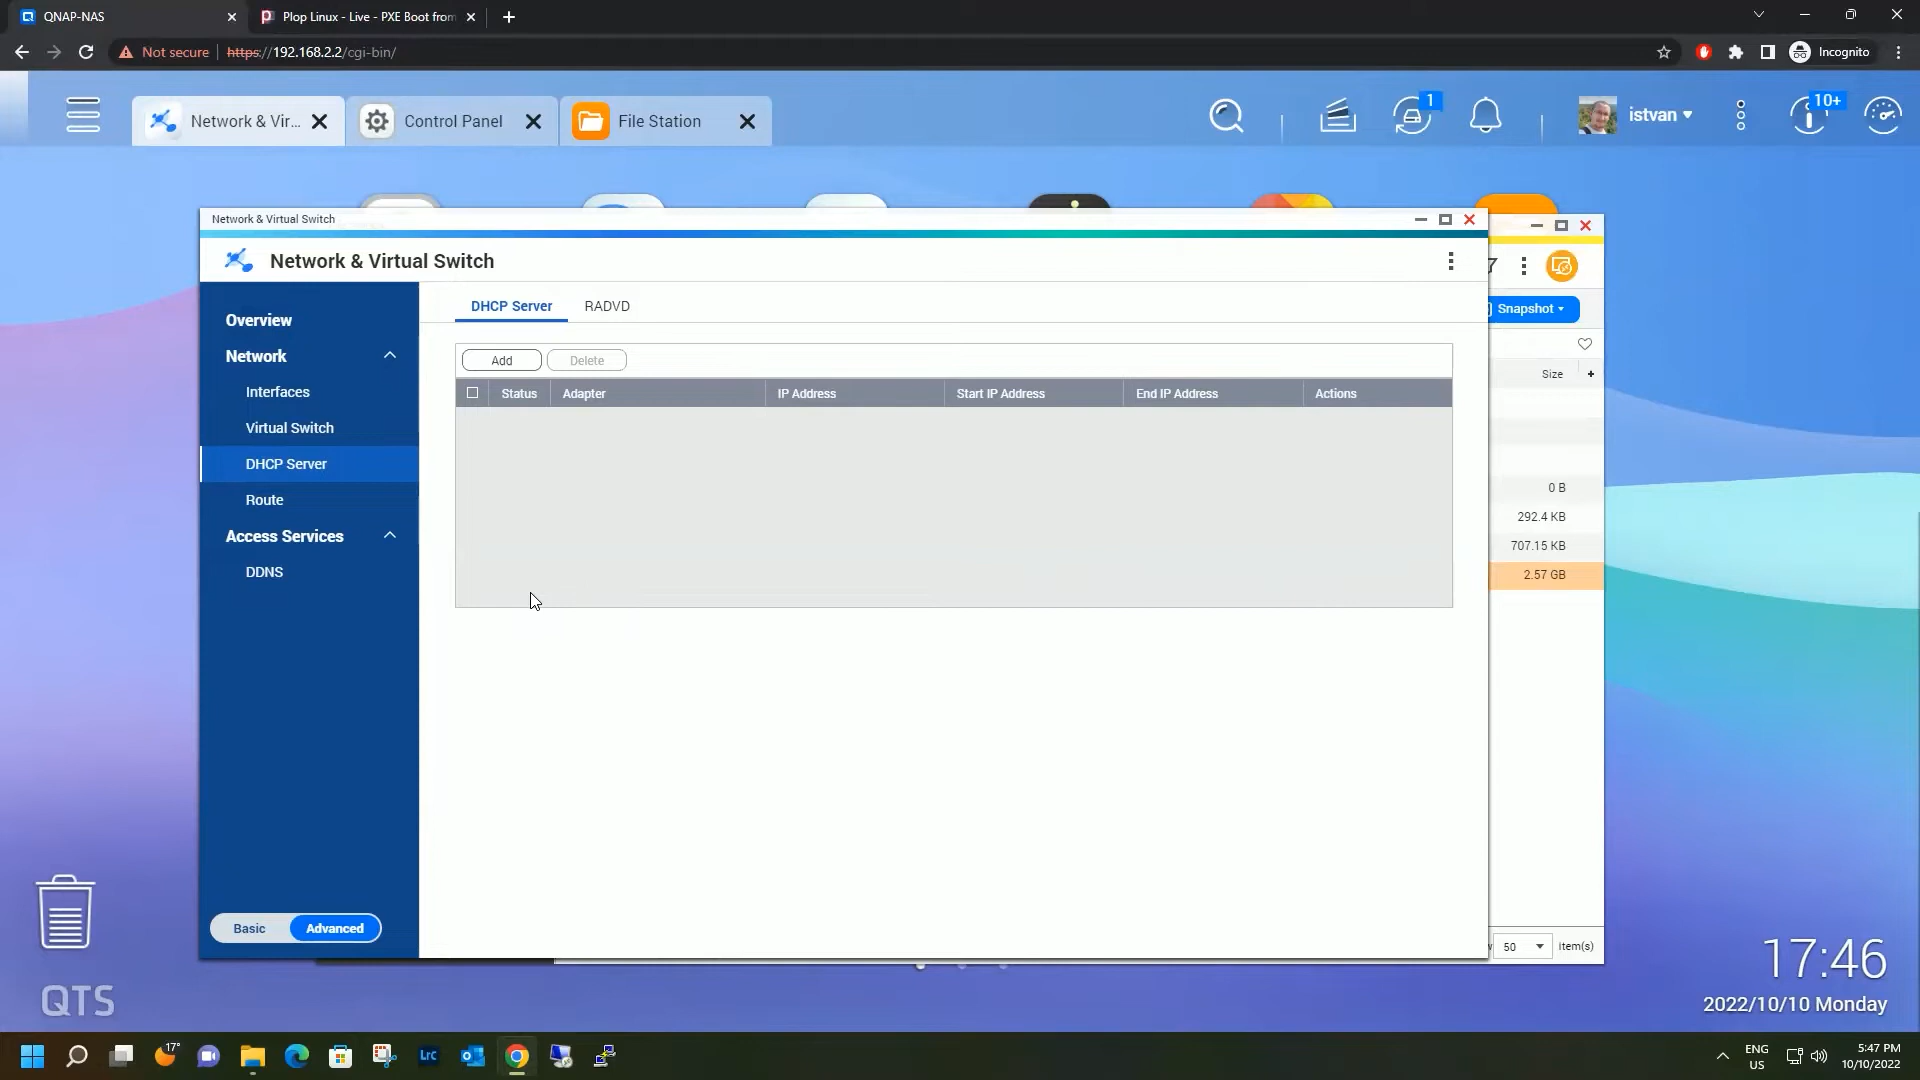 QNAP-NAS
Plop Linux - Live - PXE Boot from
Not secure
https://192.168.2.2/cgi-bin/
Incognito
Network & Vir...
Control Panel
File Station
1
istvan
10+
Network & Virtual Switch
Network & Virtual Switch
Overview
Network
Interfaces
Virtual Switch
DHCP Server
Route
Access Services
DDNS
Basic
Advanced
DHCP Server
RADVD
Add
Delete
Status
Adapter
IP Address
Start IP Address
End IP Address
Actions
Snapshot
Size
+
0 B
292.4 KB
707.15 KB
2.57 GB
50
item(s)
17:46
2022/10/10 Monday
QTS
17°
Lrc
ENG
US
5:47 PM
10/10/2022